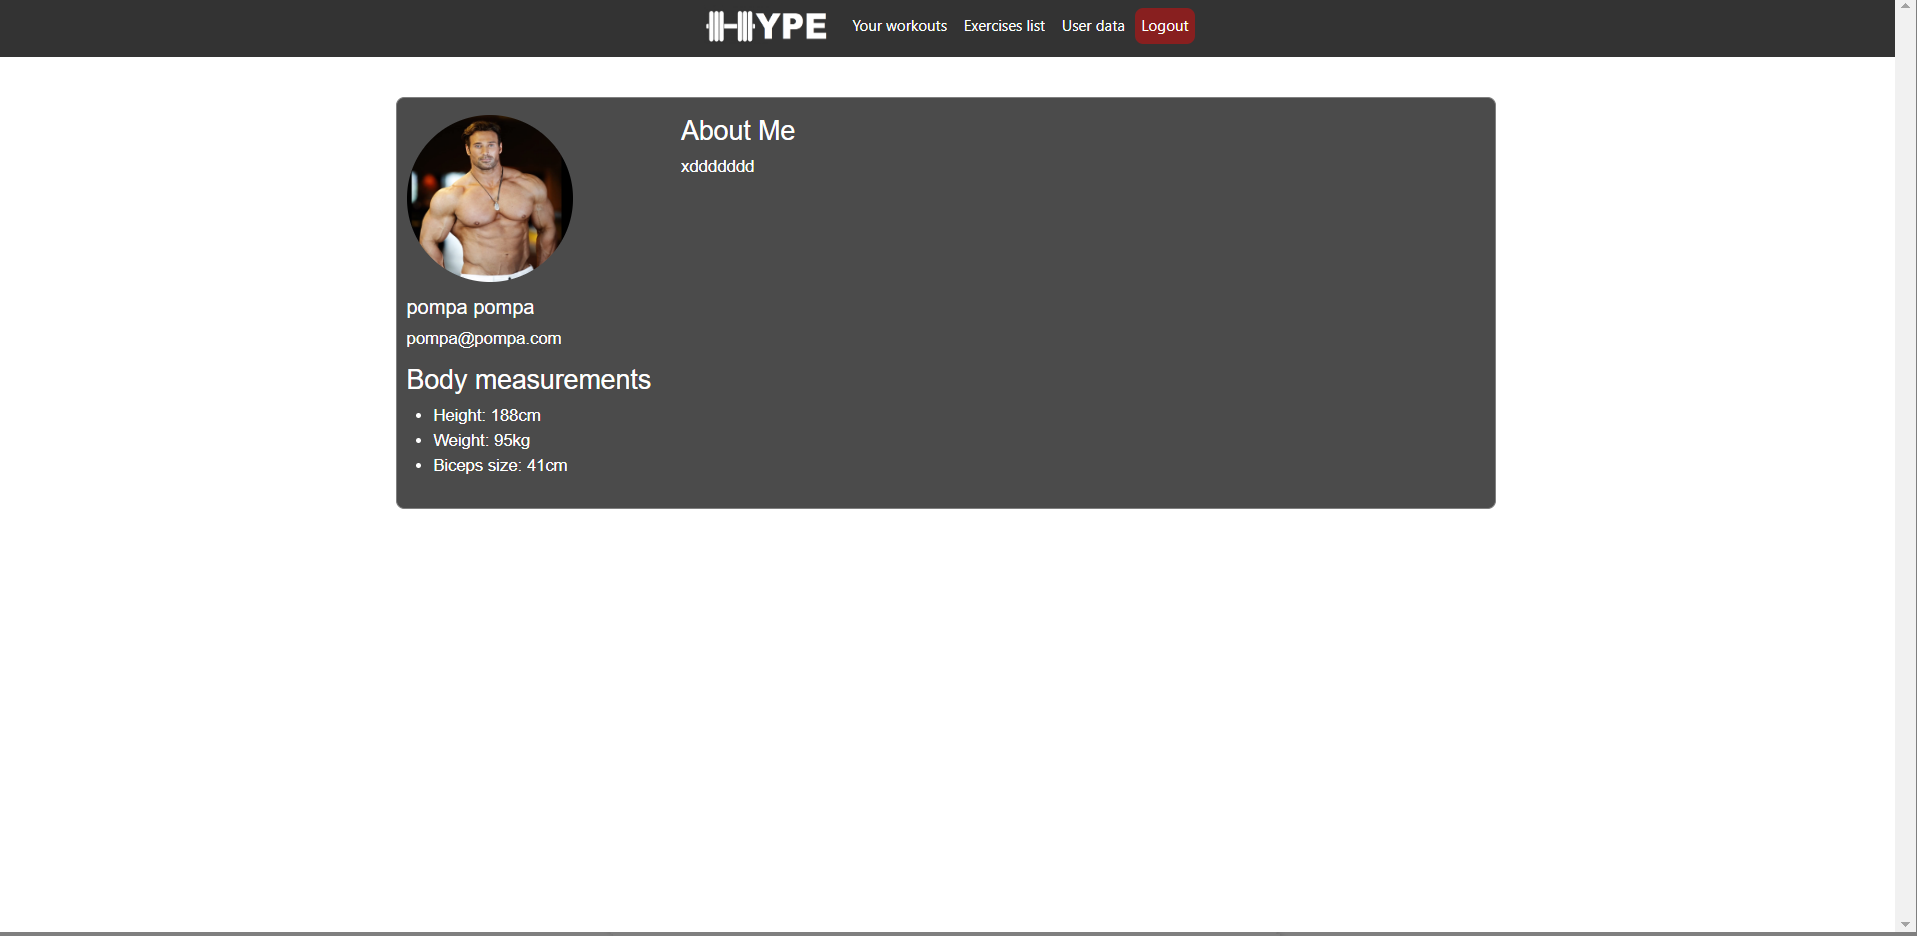 HYPE Your workouts Exercises list User data Logout
About Me
xddddddd
pompa pompa
pompa@pompa.com
Body measurements
Height: 188cm
Weight: 95kg
Biceps size: 41cm